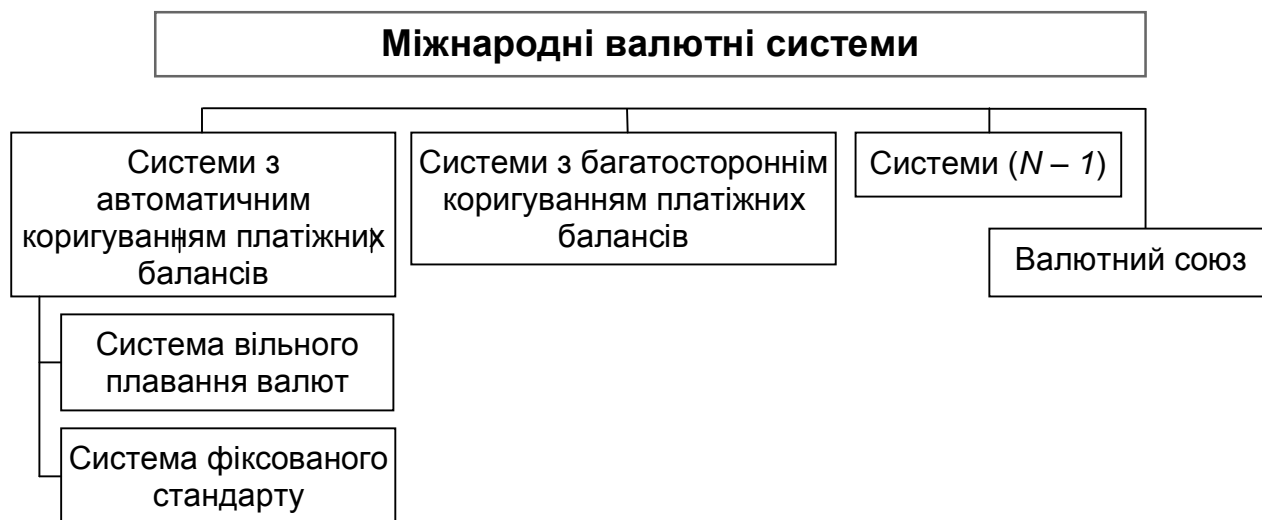 Міжнародні валютні системи
Системи з
автоматичним
коригуванням платіжних
балансів
Системи з багатостороннім
коригуванням платіжних
балансів
Системи (N – 1)
Валютний союз
Система вільного
плавання валют
Система фіксованого
стандарту